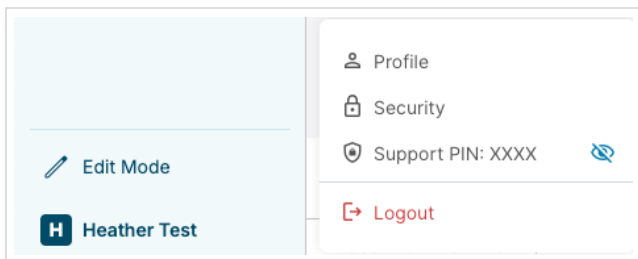 Profile
Security
Support PIN: XXXX
Edit Mode
Logout
H Heather Test